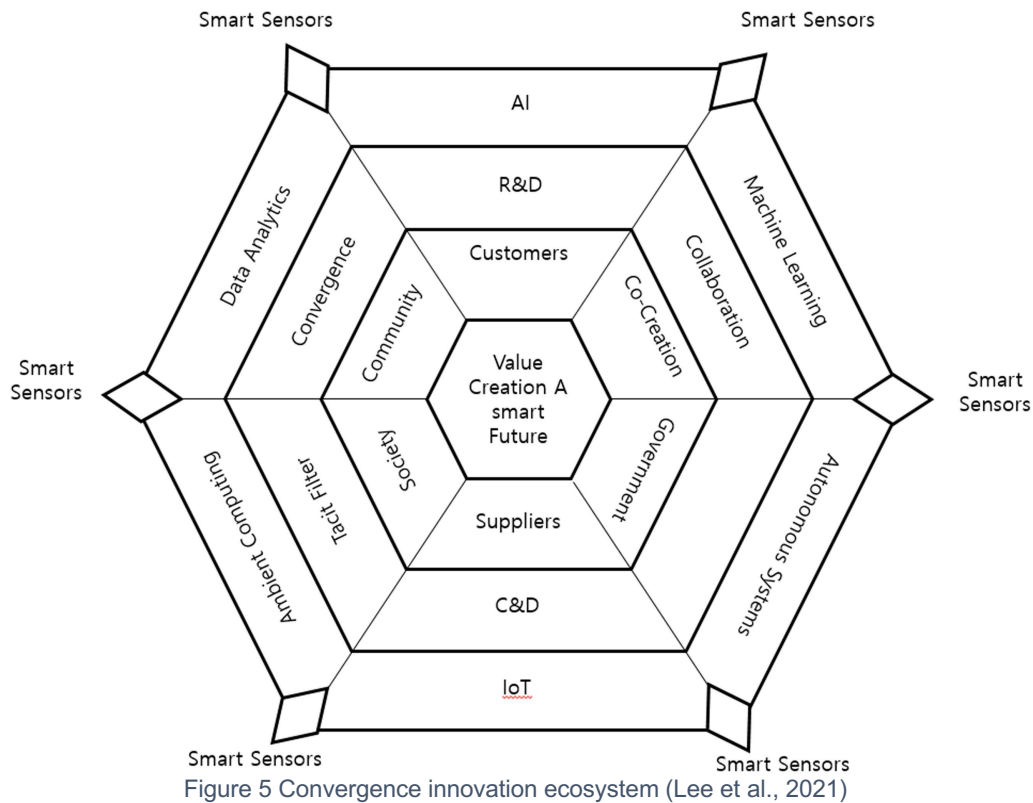 Smart Sensors
Smart Sensors
AI
R&D
Customers
Data Analytics
Convergence
Community
Co-Creation
Collaboration
Machine Learning
Smart
Sensors
Value
Creation A
smart
Future
Smart
Sensors
Ambient Computing
Tacit Filter
Society
Government
Autonomous Systems
Suppliers
C&D
IoT
Smart Sensors
Smart Sensors
Figure 5 Convergence innovation ecosystem (Lee et al., 2021)